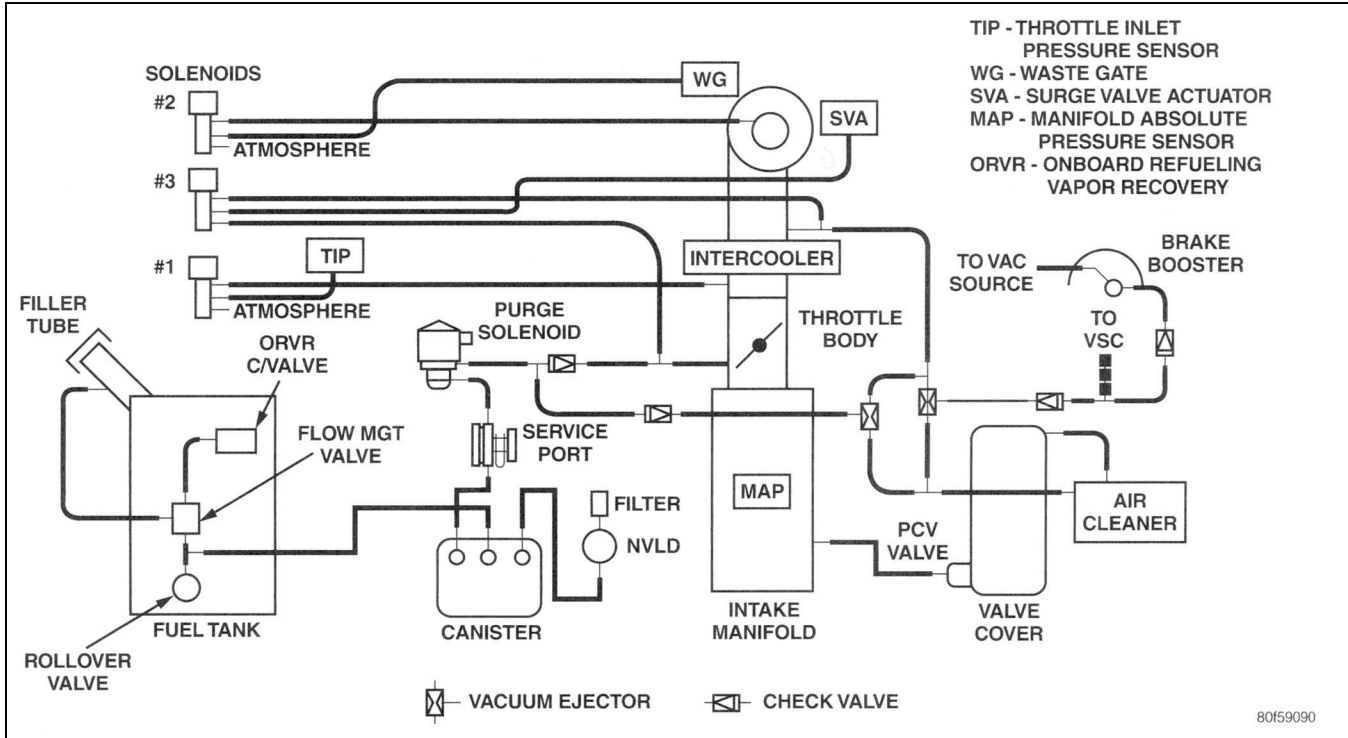 TIP - THROTTLE INLET
PRESSURE SENSOR
WG - WASTE GATE
SVA - SURGE VALVE ACTUATOR
MAP - MANIFOLD ABSOLUTE
PRESSURE SENSOR
ORVR - ONBOARD REFUELING
VAPOR RECOVERY
SOLENOIDS
#2
ATMOSPHERE
WG
SVA
#3
#1
TIP
ATMOSPHERE
INTERCOOLER
TO VAC
SOURCE
BRAKE
BOOSTER
FILLER
TUBE
ORVR
C/VALVE
PURGE
SOLENOID
THROTTLE
BODY
TO
VSC
FLOW MGT
VALVE
SERVICE
PORT
MAP
FILTER
NVLD
PCV
VALVE
AIR
CLEANER
FUEL TANK
CANISTER
INTAKE
MANIFOLD
VALVE
COVER
ROLLOVER
VALVE
VACUUM EJECTOR
CHECK VALVE
80f59090